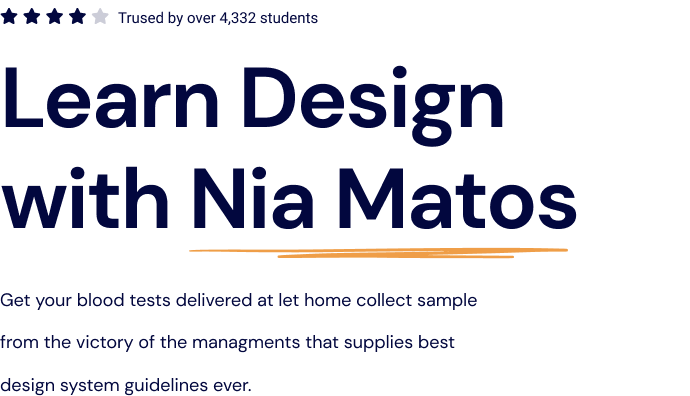 Trused by over 4,332 students
Learn Design
with Nia Matos
Get your blood tests delivered at let home collect sample
from the victory of the managments that supplies best
design system guidelines ever.